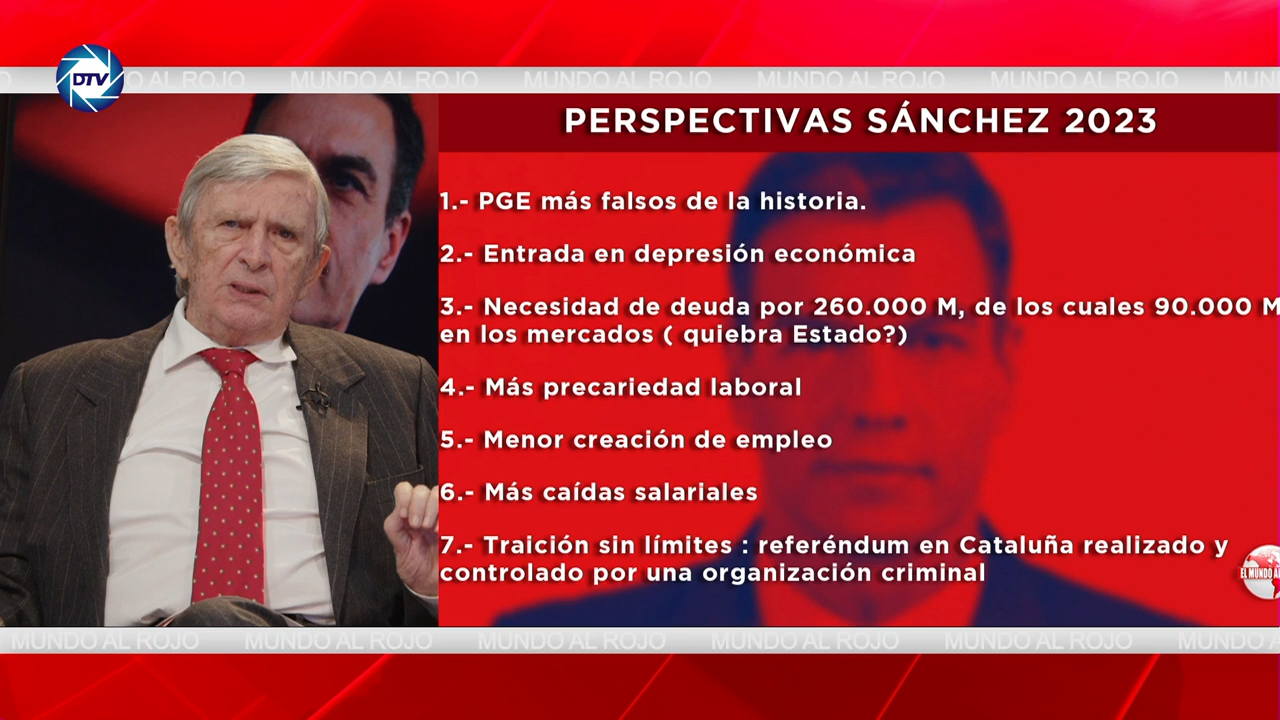 MUNDO AL ROJO MUNDO AL ROJO MUNDO AL ROJO MUNDO AL ROJO
DTV
PERSPECTIVAS SÁNCHEZ 2023
1.- PGE más falsos de la historia.
2.- Entrada en depresión económica
3.- Necesidad de deuda por 260.000 M, de los cuales 90.000 M
en los mercados ( quiebra Estado?)
4.- Más precariedad laboral
5.- Menor creación de empleo
6.- Más caídas salariales
7.- Traición sin límites : referéndum en Cataluña realizado y
controlado por una organización criminal
EL MUNDO
MUNDO AL ROJO MUNDO AL ROJO MUNDO AL ROJO MUNDO AL ROJO MUNDO AL ROJO